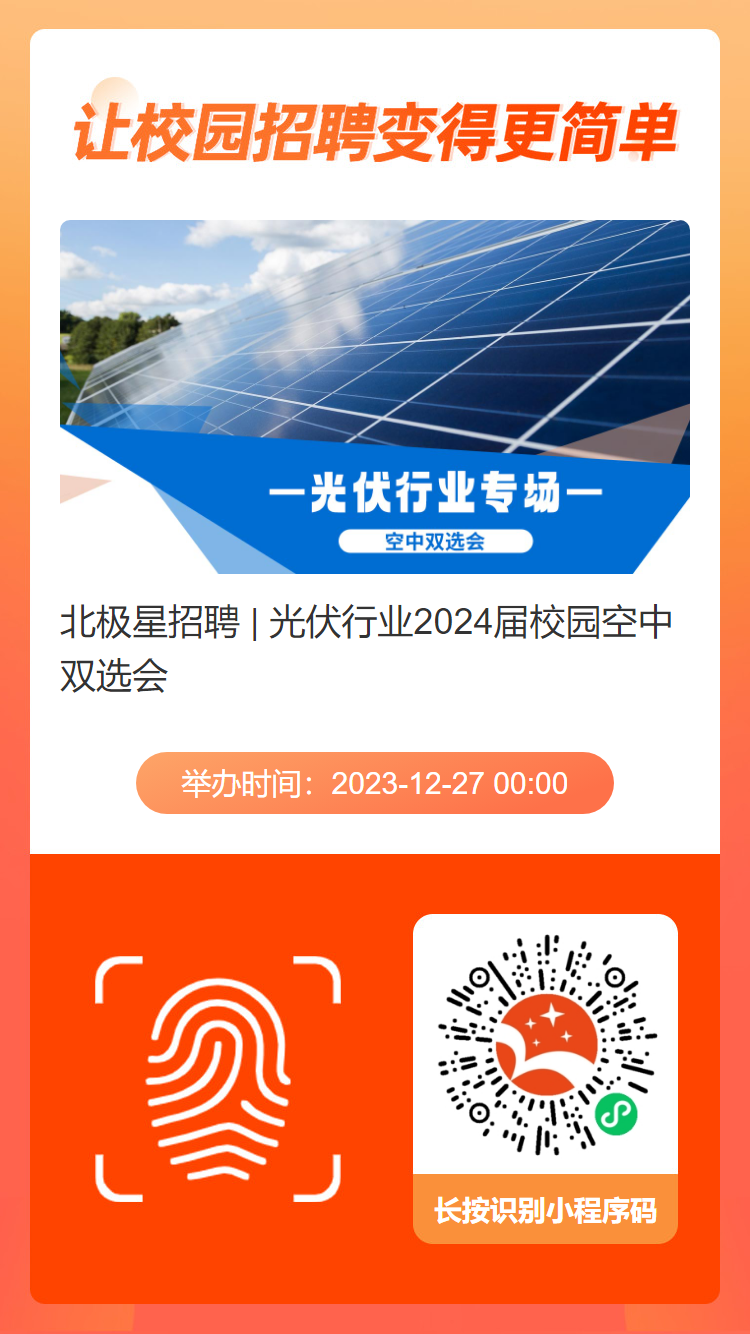 让校园招聘变得更简单
光伏行业专场
空中双选会
北极星招聘 | 光伏行业2024届校园空中
双选会
举办时间：2023-12-27 00:00
长按识别小程序码